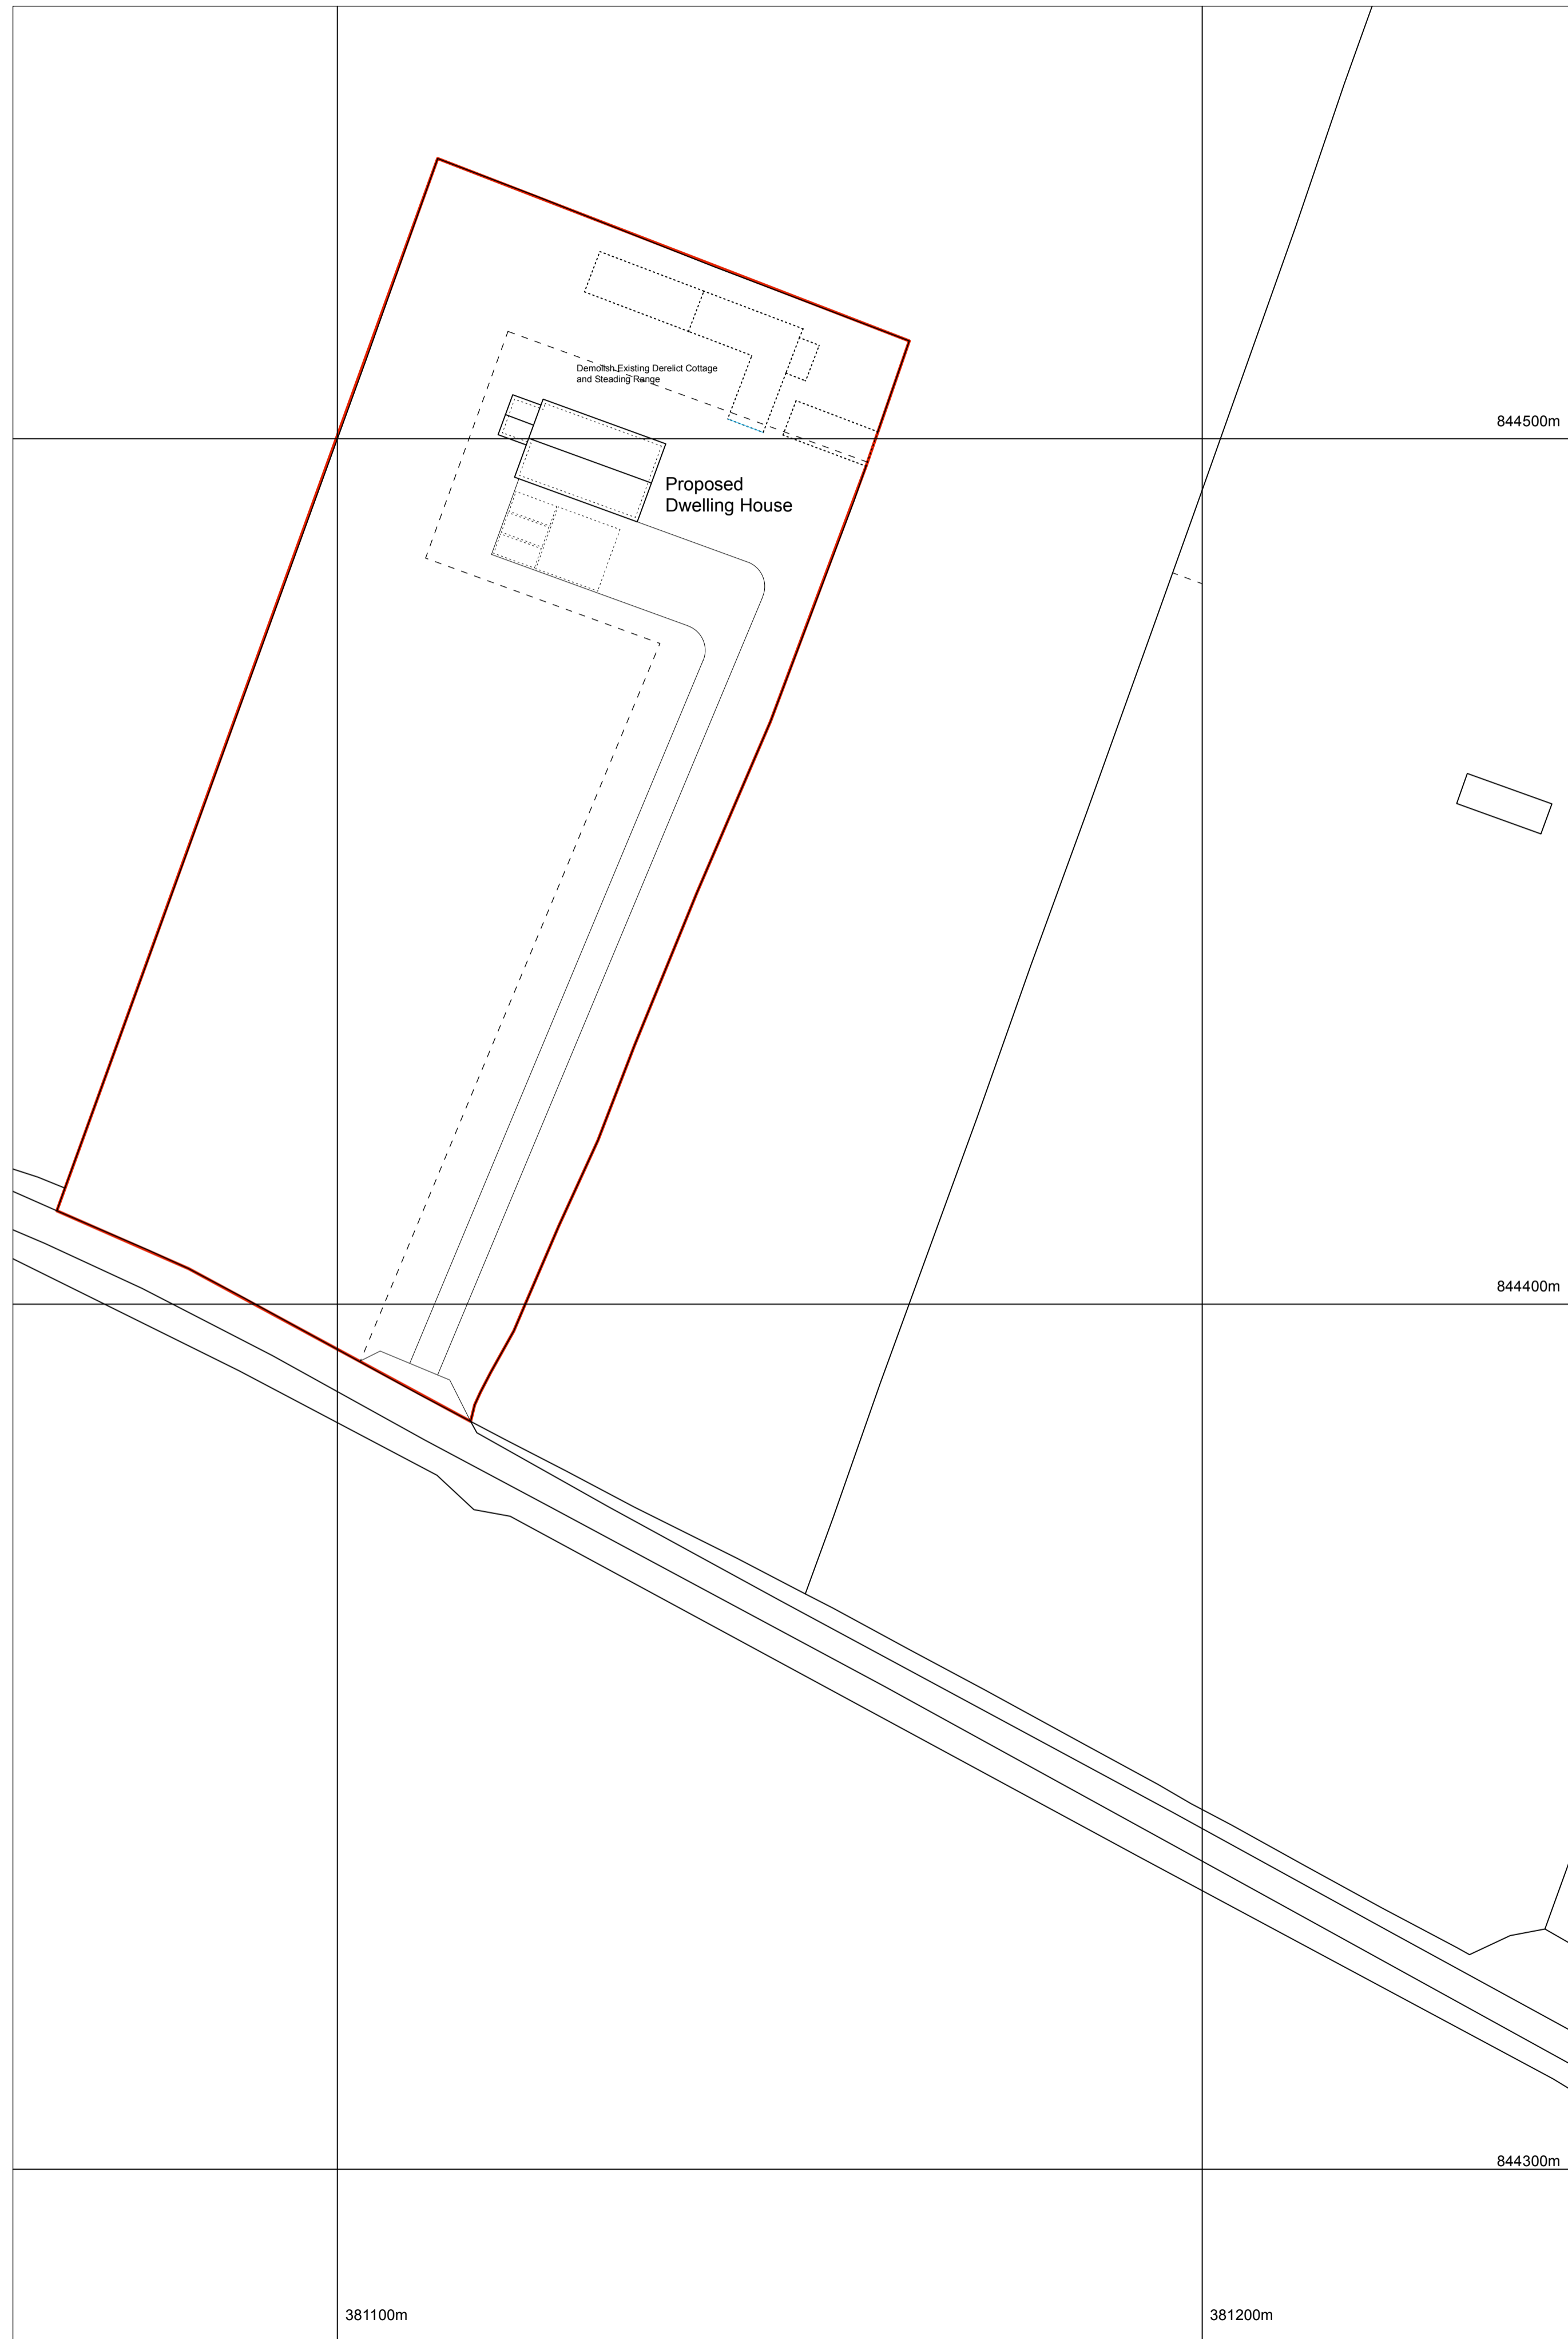 Demolish Existing Derelict Cottage
and Steading Range
844500m
Proposed
Dwelling House
844400m
844300m
381100m
381200m